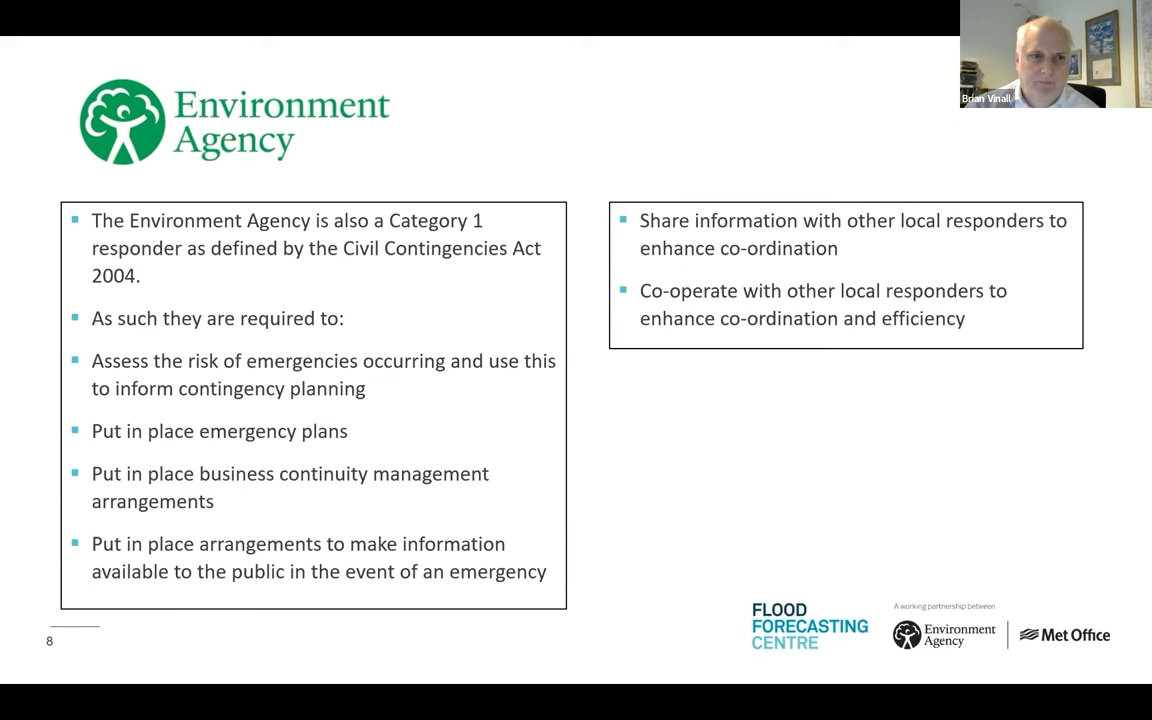 Brian Vinall
Environment
Agency
The Environment Agency is also a Category 1
responder as defined by the Civil Contingencies Act
2004.
As such they are required to:
Assess the risk of emergencies occurring and use this
to inform contingency planning
Put in place emergency plans
Put in place business continuity management
arrangements
Put in place arrangements to make information
available to the public in the event of an emergency
Share information with other local responders to
enhance co-ordination
Co-operate with other local responders to
enhance co-ordination and efficiency
8
FLOOD
FORECASTING
CENTRE
A working partnership between
Environment
Agency
Met Office